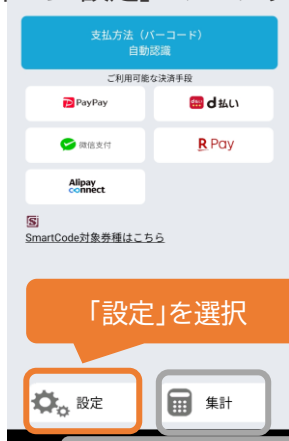 支払方法（バーコード）
自動認識
ご利用可能な決済手段
PayPay
d払い d払い
微信支付
R Pay
Alipay
connect
S
SmartCode対象券種はこちら
「設定」を選択
設定
集計